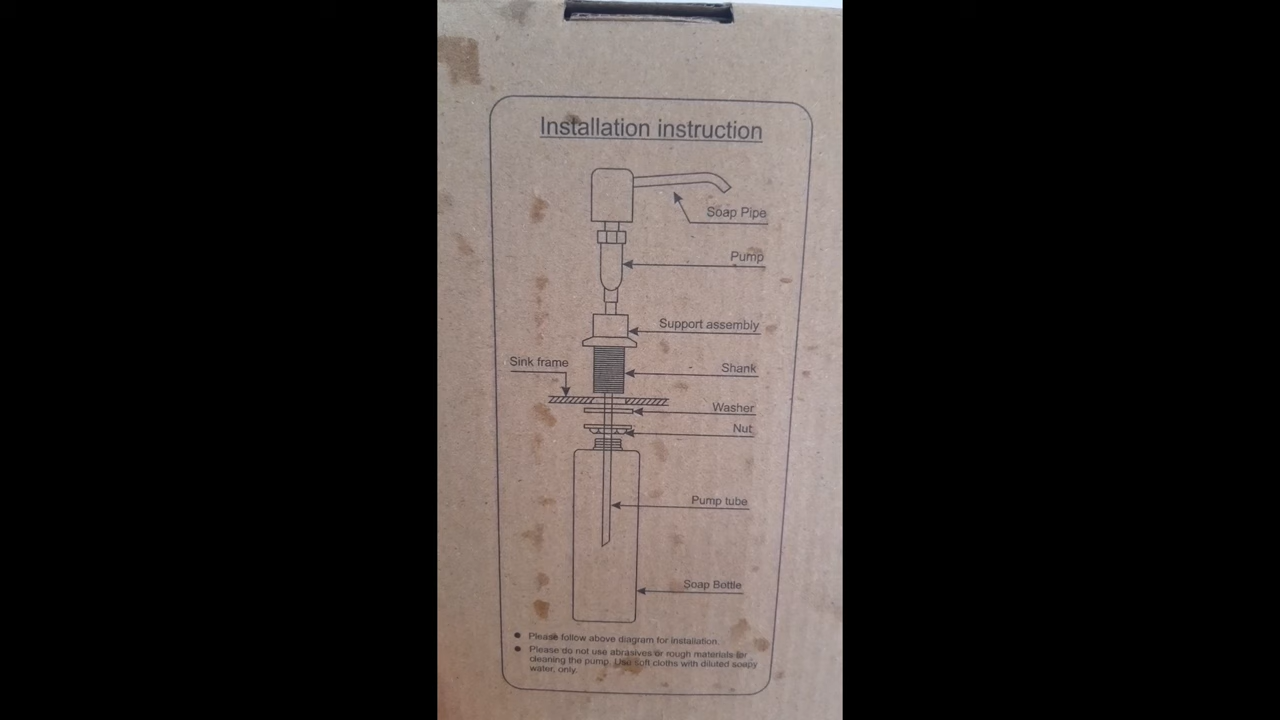 Installation instruction
Soap Pipe
Pump
Support assembly
Sink frame
Shank
Washer
Nut
Pump tube
Soap Bottle
● Please follow above diagram for installation.
● Please do not use abrasives or rough materials for
cleaning the pump. Use soft cloths with diluted soapy
water, only.